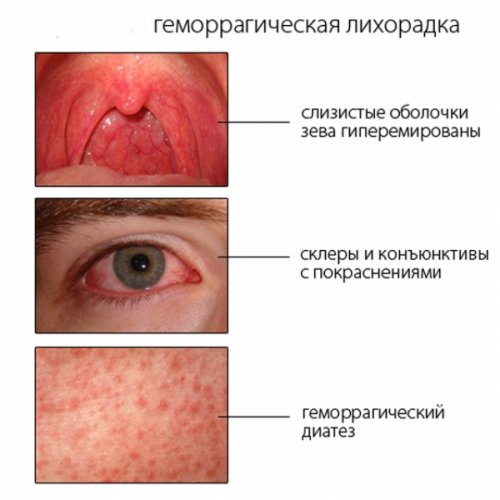 геморрагическая лихорадка
слизистые оболочки
зева гиперемированы
склеры и конъюнктивы
с покраснениями
геморрагический
диатез